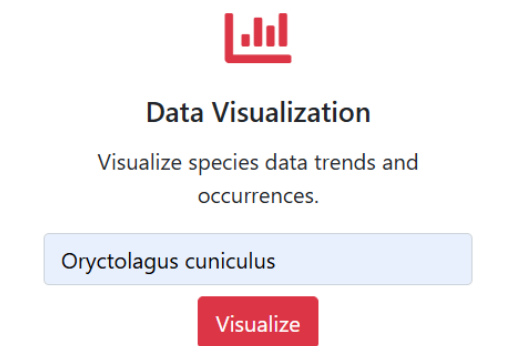 Data Visualization
Visualize species data trends and
occurrences.
Oryctolagus cuniculus
Visualize